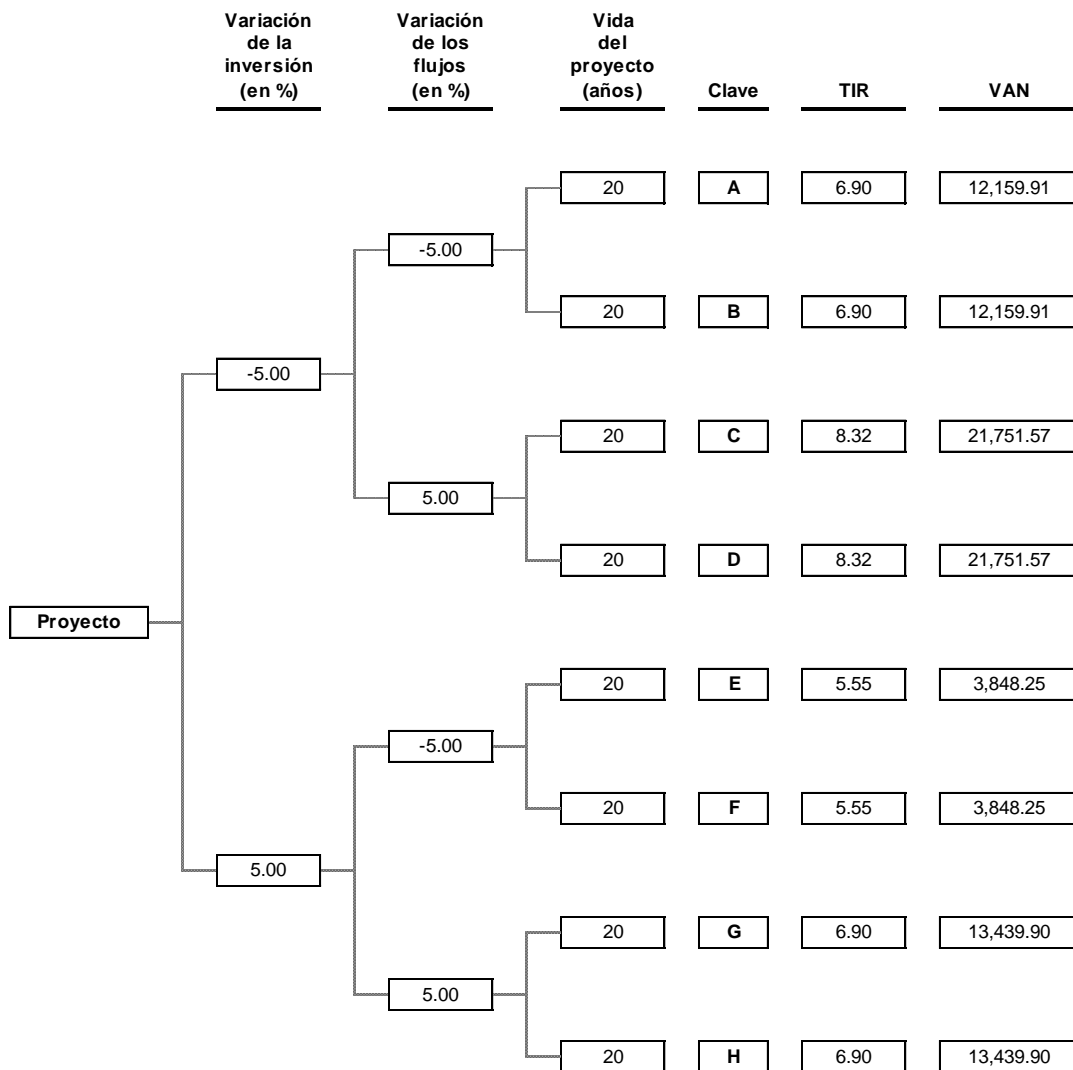 Variación de la inversión (en %)
Variación de los flujos (en %)
Vida del proyecto (años)
Clave
TIR
VAN
20 A 6.90 12,159.91
-5.00
20 B 6.90 12,159.91
-5.00
20 C 8.32 21,751.57
5.00
20 D 8.32 21,751.57
Proyecto
20 E 5.55 3,848.25
-5.00
20 F 5.55 3,848.25
5.00
20 G 6.90 13,439.90
5.00
20 H 6.90 13,439.90